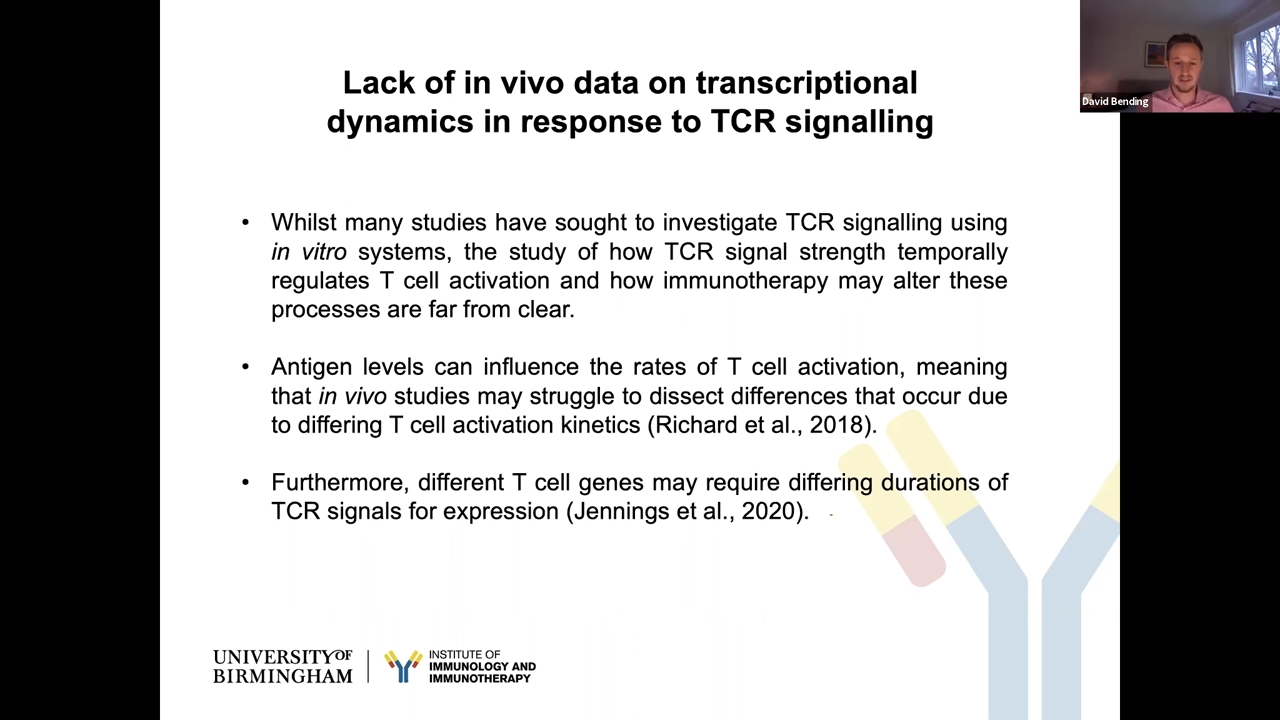 Lack of in vivo data on transcriptional
dynamics in response to TCR signalling
David Bending
• Whilst many studies have sought to investigate TCR signalling using
in vitro systems, the study of how TCR signal strength temporally
regulates T cell activation and how immunotherapy may alter these
processes are far from clear.
• Antigen levels can influence the rates of T cell activation, meaning
that in vivo studies may struggle to dissect differences that occur due
to differing T cell activation kinetics (Richard et al., 2018).
• Furthermore, different T cell genes may require differing durations of
TCR signals for expression (Jennings et al., 2020).
UNIVERSITY OF
BIRMINGHAM
INSTITUTE OF
IMMUNOLOGY AND
IMMUNOTHERAPY